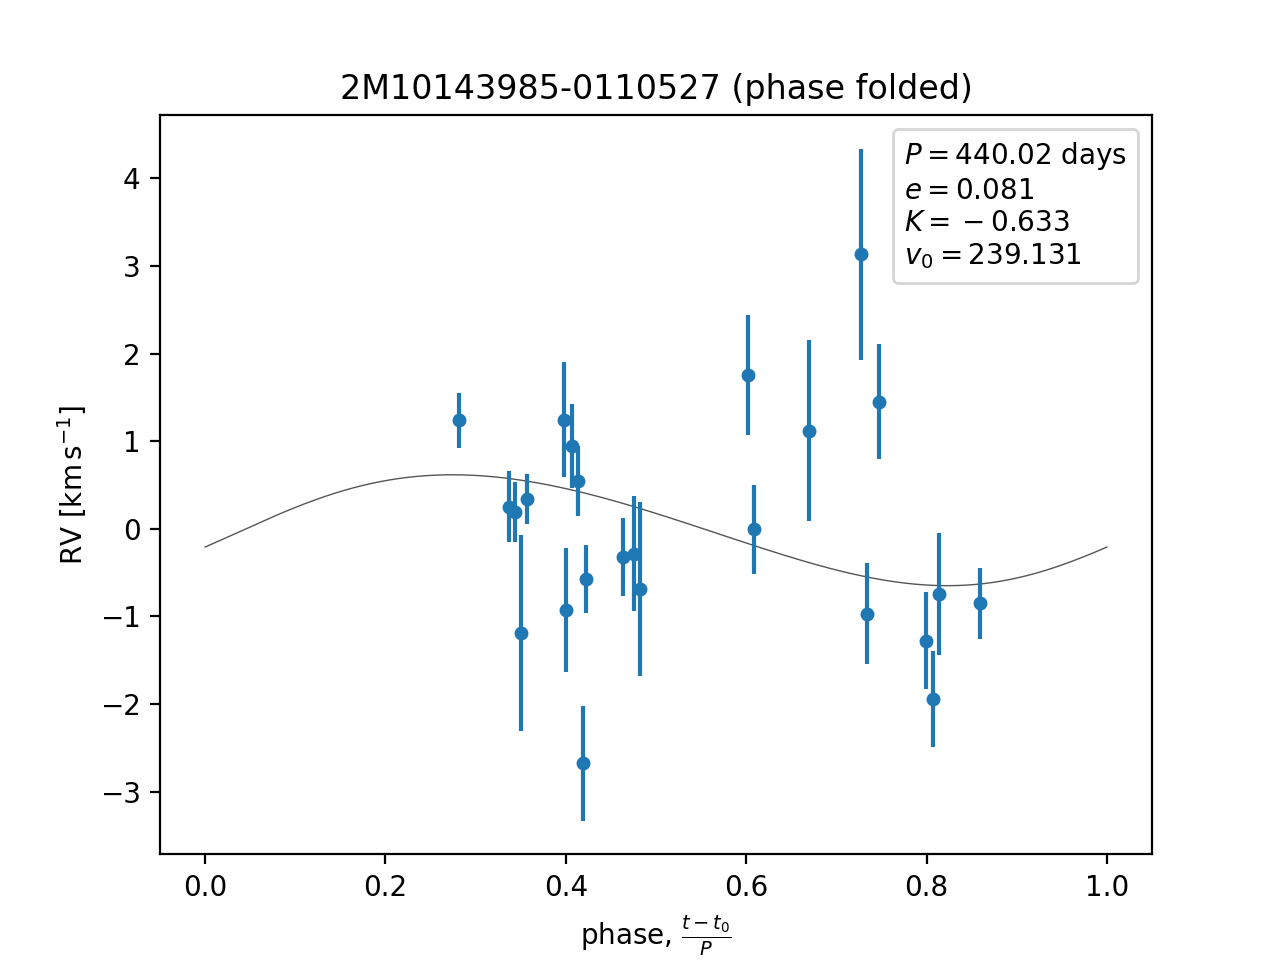 2M10143985-0110527 (phase folded)
P = 440.02 days
e = 0.081
K = −0.633
v₀ = 239.131
RV [km s⁻¹]
4
3
2
1
0
−1
−2
−3
0.0 0.2 0.4 0.6 0.8 1.0
phase, (t − t₀)/P